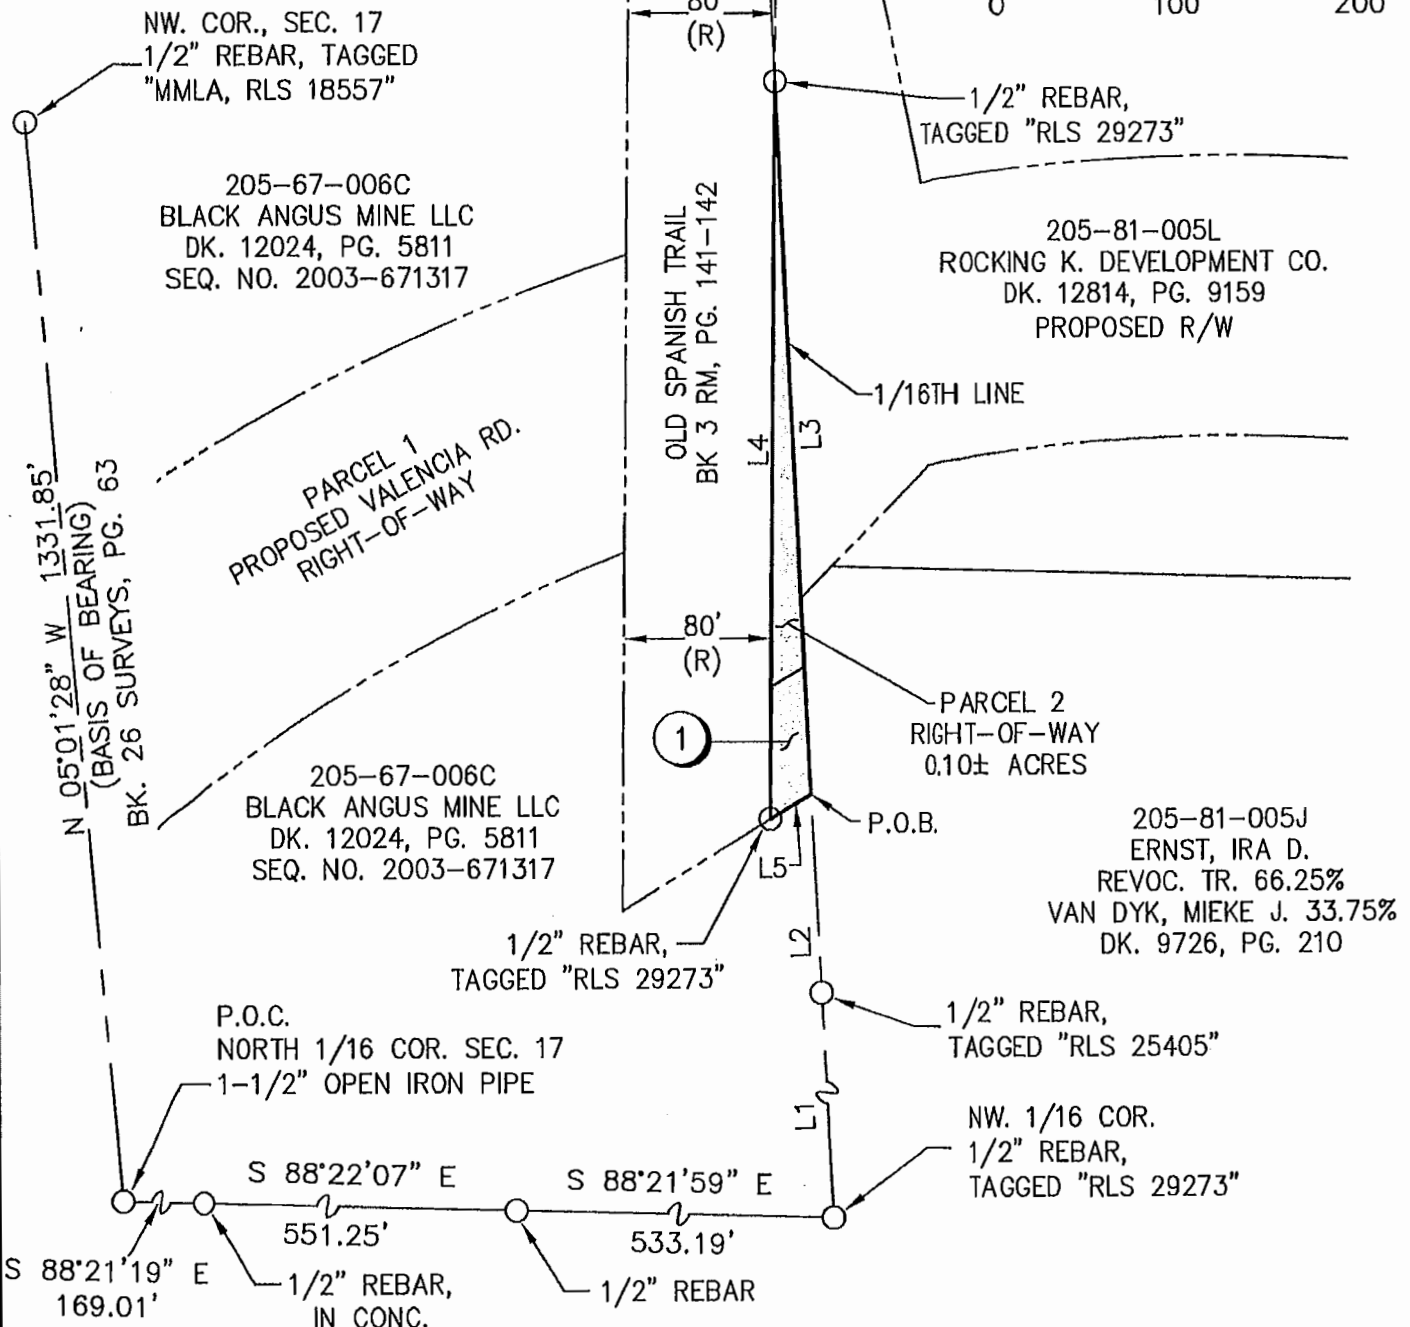 NW. COR., SEC. 17
1/2" REBAR, TAGGED
"MMLA, RLS 18557"
80'
(R)
0 100 200
1/2" REBAR,
TAGGED "RLS 29273"
205-67-006C
BLACK ANGUS MINE LLC
DK. 12024, PG. 5811
SEQ. NO. 2003-671317
OLD SPANISH TRAIL
BK 3 RM, PG. 141-142
205-81-005L
ROCKING K. DEVELOPMENT CO.
DK. 12814, PG. 9159
PROPOSED R/W
1/16TH LINE
L4
L3
PARCEL 1
PROPOSED VALENCIA RD.
RIGHT-OF-WAY
N 05°01'28" W 1331.85'
(BASIS OF BEARING)
BK. 26 SURVEYS, PG. 63
80'
(R)
1
PARCEL 2
RIGHT-OF-WAY
0.10± ACRES
205-67-006C
BLACK ANGUS MINE LLC
DK. 12024, PG. 5811
SEQ. NO. 2003-671317
P.O.B.
L5
205-81-005J
ERNST, IRA D.
REVOC. TR. 66.25%
VAN DYK, MIEKE J. 33.75%
DK. 9726, PG. 210
1/2" REBAR,
TAGGED "RLS 29273"
L2
1/2" REBAR,
TAGGED "RLS 25405"
P.O.C.
NORTH 1/16 COR. SEC. 17
1-1/2" OPEN IRON PIPE
L1
NW. 1/16 COR.
1/2" REBAR,
TAGGED "RLS 29273"
S 88°22'07" E
551.25'
S 88°21'59" E
533.19'
S 88°21'19" E
169.01'
1/2" REBAR,
IN CONC.
1/2" REBAR